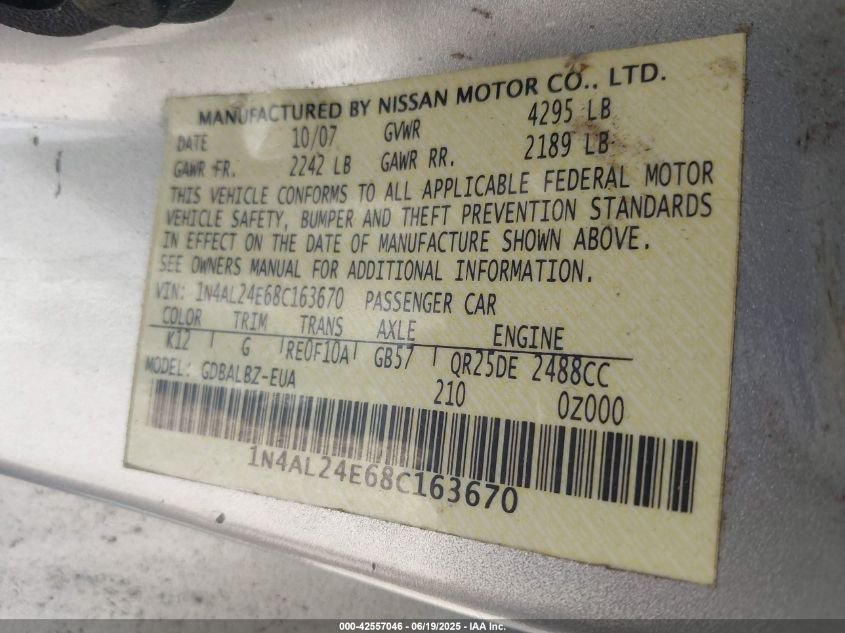 MANUFACTURED BY NISSAN MOTOR CO., LTD.
DATE 10/07 GVWR 4295 LB
GAWR FR. 2242 LB GAWR RR. 2189 LB
THIS VEHICLE CONFORMS TO ALL APPLICABLE FEDERAL MOTOR
VEHICLE SAFETY, BUMPER AND THEFT PREVENTION STANDARDS
IN EFFECT ON THE DATE OF MANUFACTURE SHOWN ABOVE.
SEE OWNERS MANUAL FOR ADDITIONAL INFORMATION.
VIN: 1N4AL24E68C163670 PASSENGER CAR
COLOR TRIM TRANS AXLE ENGINE
K12 G RE0F10A GB57 QR25DE 2488CC
MODEL: GDBALBZ-EUA 210 0Z000
1N4AL24E68C163670
000-42557046 - 06/19/2025 - IAA Inc.